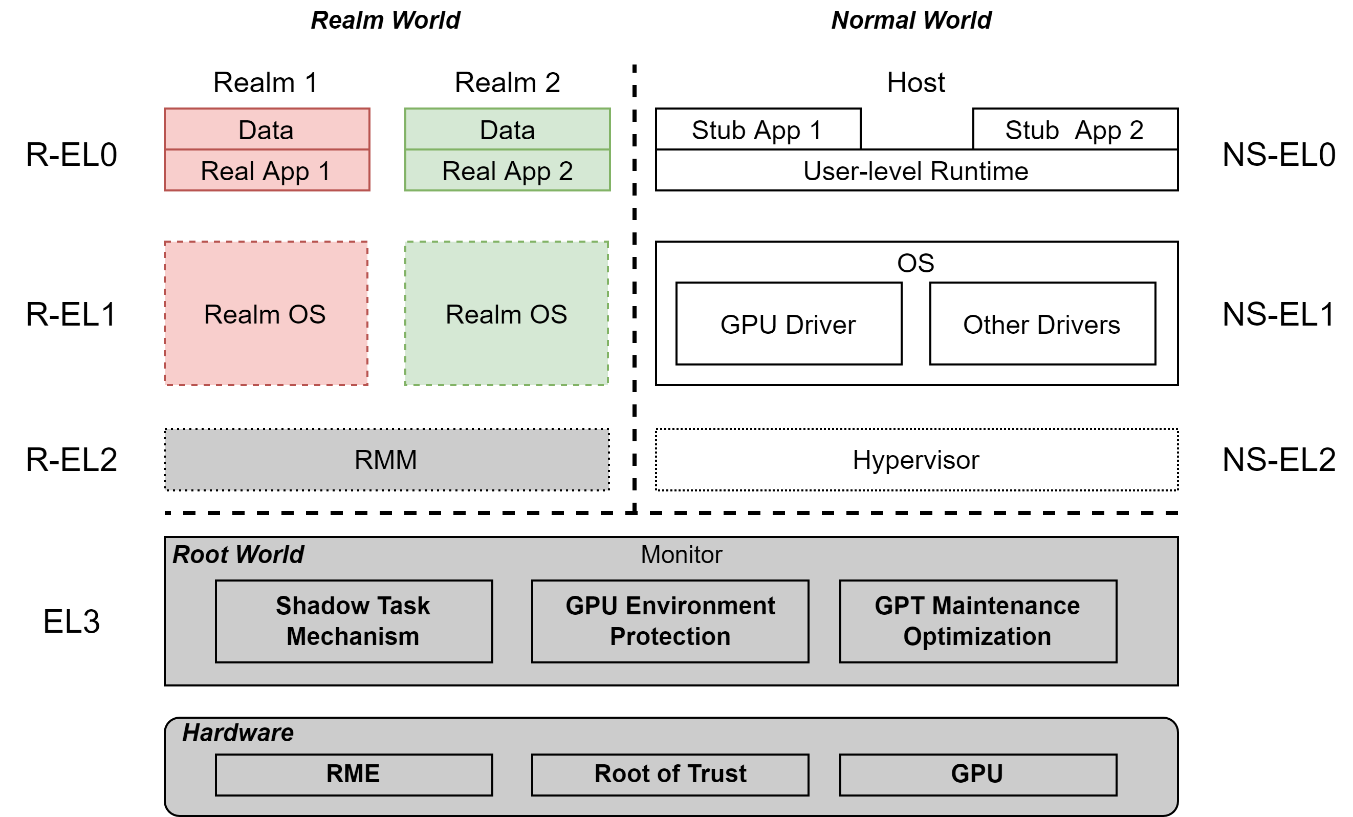 Realm World
Normal World
Realm 1
Realm 2
Host
R-EL0
Data
Data
Stub App 1
Stub App 2
NS-EL0
Real App 1
Real App 2
User-level Runtime
OS
R-EL1
Realm OS
Realm OS
GPU Driver
Other Drivers
NS-EL1
R-EL2
RMM
Hypervisor
NS-EL2
Root World
Monitor
EL3
Shadow Task
Mechanism
GPU Environment
Protection
GPT Maintenance
Optimization
Hardware
RME
Root of Trust
GPU